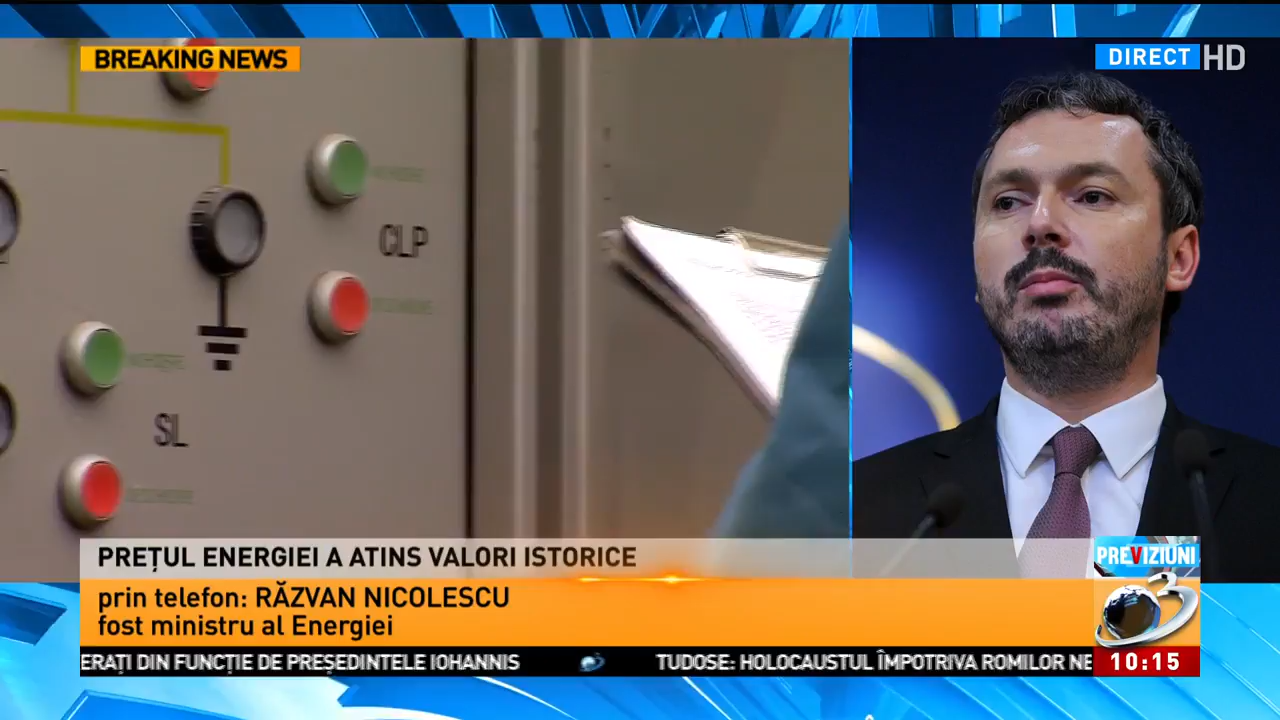 BREAKING NEWS
DIRECT HD
CLP
SL
PREȚUL ENERGIEI A ATINS VALORI ISTORICE
PREVIZIUNI
prin telefon: RĂZVAN NICOLESCU
fost ministru al Energiei
3
ERAȚI DIN FUNCȚIE DE PREȘEDINTELE IOHANNIS
TUDOSE: HOLOCAUSTUL ÎMPOTRIVA ROMILOR NE
10:15